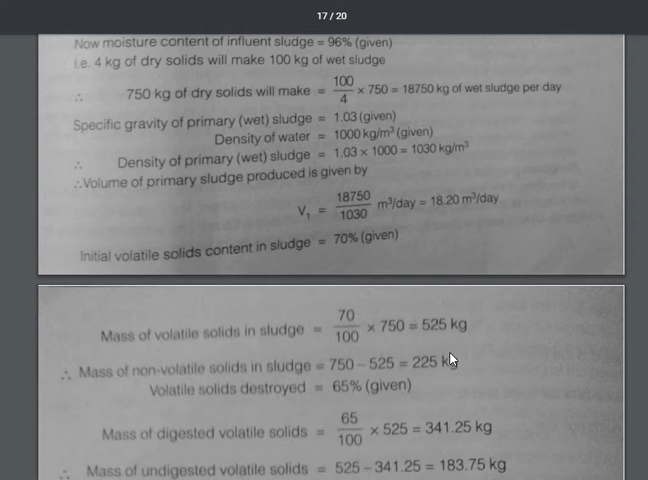 17 / 20
Now moisture content of influent sludge = 96% (given)
i.e. 4 kg of dry solids will make 100 kg of wet sludge
∴ 750 kg of dry solids will make = 100/4 × 750 = 18750 kg of wet sludge per day
Specific gravity of primary (wet) sludge = 1.03 (given)
Density of water = 1000 kg/m³ (given)
∴ Density of primary (wet) sludge = 1.03 × 1000 = 1030 kg/m³
∴ Volume of primary sludge produced is given by
V₁ = 18750/1030 m³/day = 18.20 m³/day
Initial volatile solids content in sludge = 70% (given)
Mass of volatile solids in sludge = 70/100 × 750 = 525 kg
∴ Mass of non-volatile solids in sludge = 750 – 525 = 225 kg
Volatile solids destroyed = 65% (given)
Mass of digested volatile solids = 65/100 × 525 = 341.25 kg
∴ Mass of undigested volatile solids = 525 – 341.25 = 183.75 kg